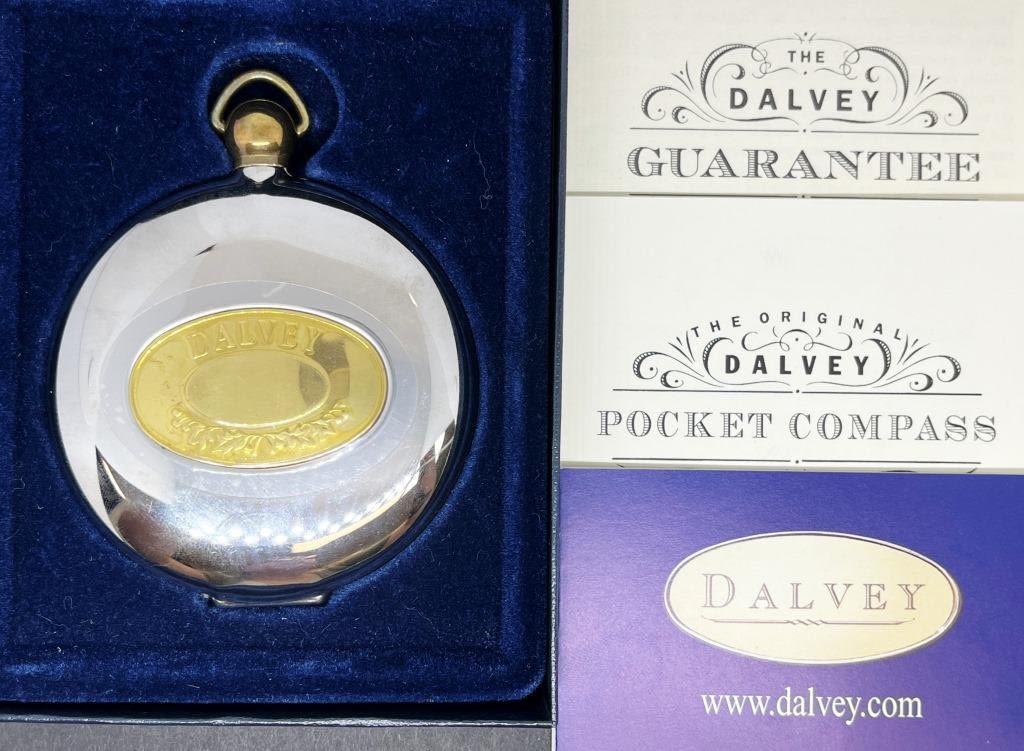 DALVEY
THE
DALVEY
GUARANTEE
THE ORIGINAL
DALVEY
POCKET COMPASS
DALVEY
www.dalvey.com